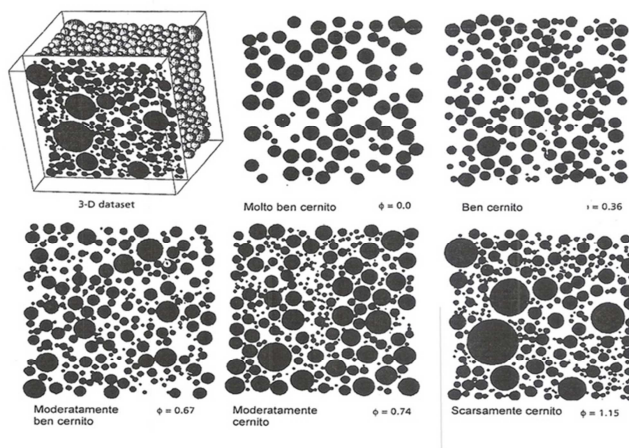 3-D dataset
Molto ben cernito ϕ = 0.0
Ben cernito ı = 0.36
Moderatamente
ben cernito ϕ = 0.67
Moderatamente
cernito ϕ = 0.74
Scarsamente cernito ϕ = 1.15